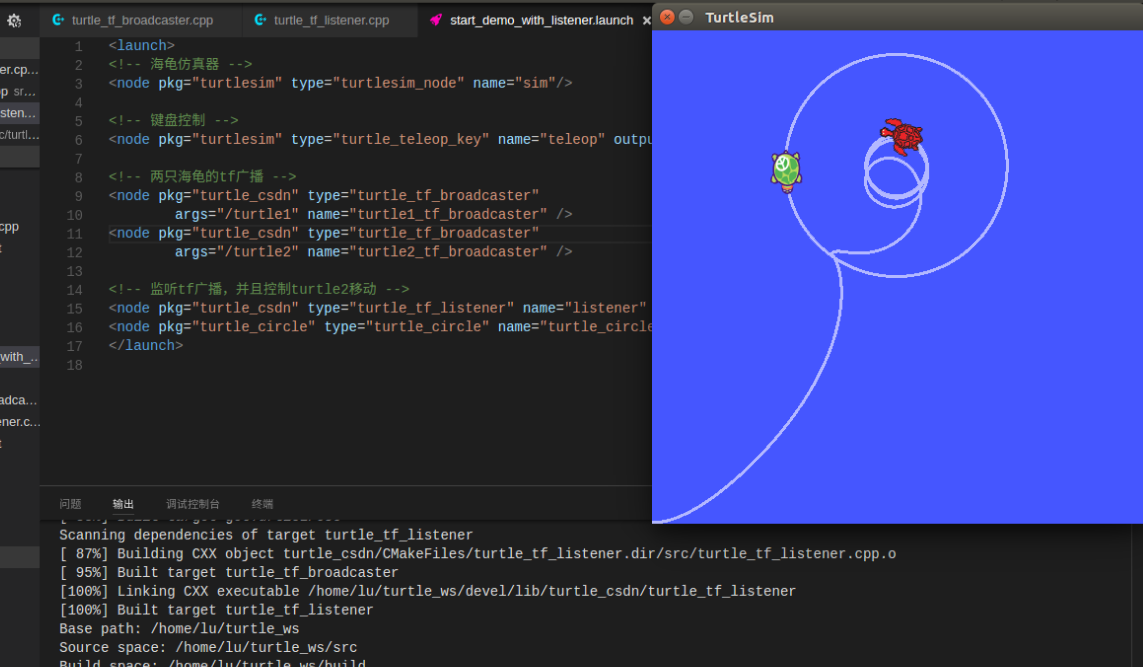 turtle_tf_broadcaster.cpp
turtle_tf_listener.cpp
start_demo_with_listener.launch
TurtleSim
er.cp...
pp sr...
sten...
c/turtl...
cpp
t
with_...
adca...
ener.c...
t
1 <launch>
2 <!-- 海龟仿真器 -->
3 <node pkg="turtlesim" type="turtlesim_node" name="sim"/>
4
5 <!-- 键盘控制 -->
6 <node pkg="turtlesim" type="turtle_teleop_key" name="teleop" outpu
7
8 <!-- 两只海龟的tf广播 -->
9 <node pkg="turtle_csdn" type="turtle_tf_broadcaster"
10 args="/turtle1" name="turtle1_tf_broadcaster" />
11 <node pkg="turtle_csdn" type="turtle_tf_broadcaster"
12 args="/turtle2" name="turtle2_tf_broadcaster" />
13
14 <!-- 监听tf广播，并且控制turtle2移动 -->
15 <node pkg="turtle_csdn" type="turtle_tf_listener" name="listener"
16 <node pkg="turtle_circle" type="turtle_circle" name="turtle_circle
17 </launch>
18
问题 输出 调试控制台 终端
Scanning dependencies of target turtle_tf_listener
[ 87%] Building CXX object turtle_csdn/CMakeFiles/turtle_tf_listener.dir/src/turtle_tf_listener.cpp.o
[ 95%] Built target turtle_tf_broadcaster
[100%] Linking CXX executable /home/lu/turtle_ws/devel/lib/turtle_csdn/turtle_tf_listener
[100%] Built target turtle_tf_listener
Base path: /home/lu/turtle_ws
Source space: /home/lu/turtle_ws/src
Build space: /home/lu/turtle_ws/build